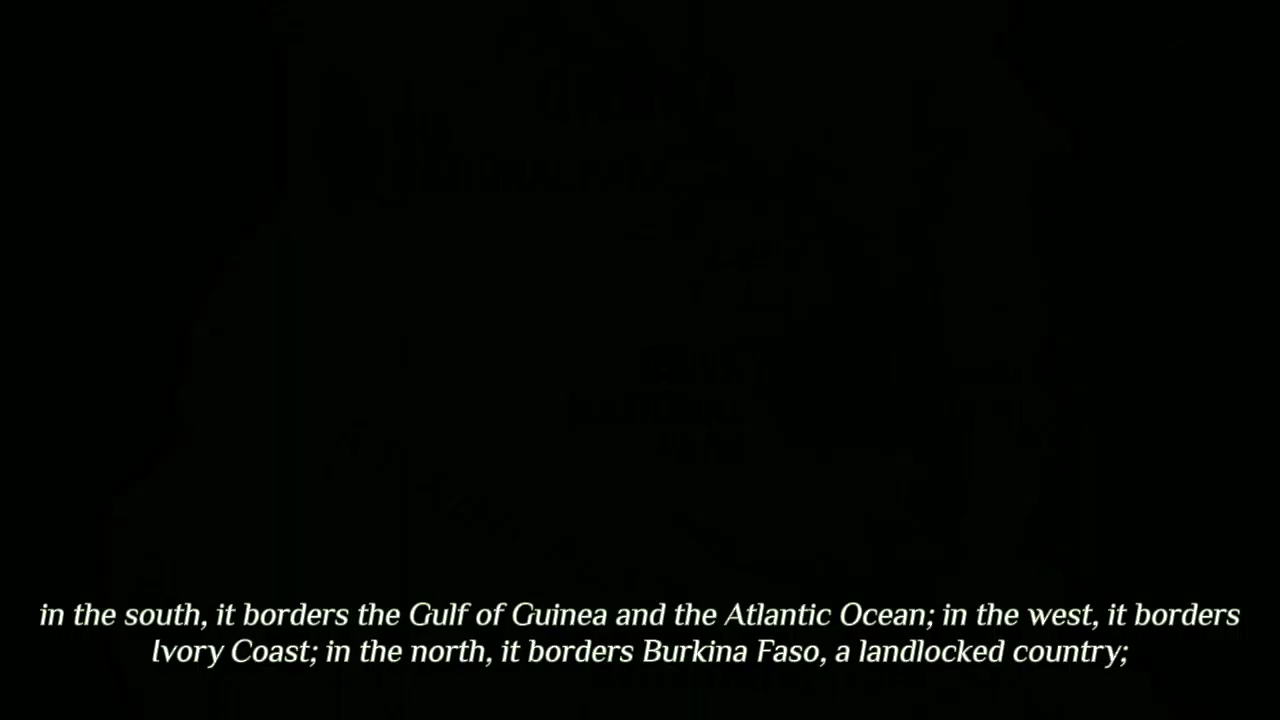 in the south, it borders the Gulf of Guinea and the Atlantic Ocean; in the west, it borders
Ivory Coast; in the north, it borders Burkina Faso, a landlocked country;